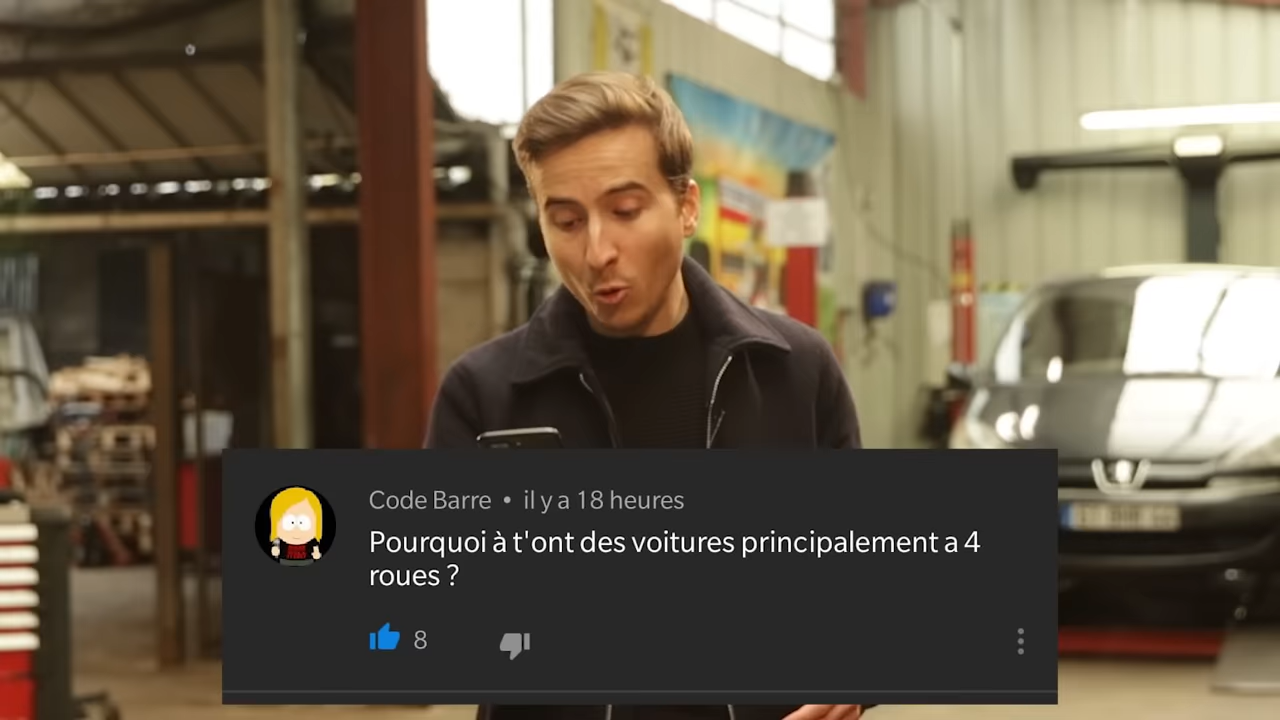 Code Barre • il y a 18 heures
Pourquoi à t'ont des voitures principalement a 4
roues ?
8